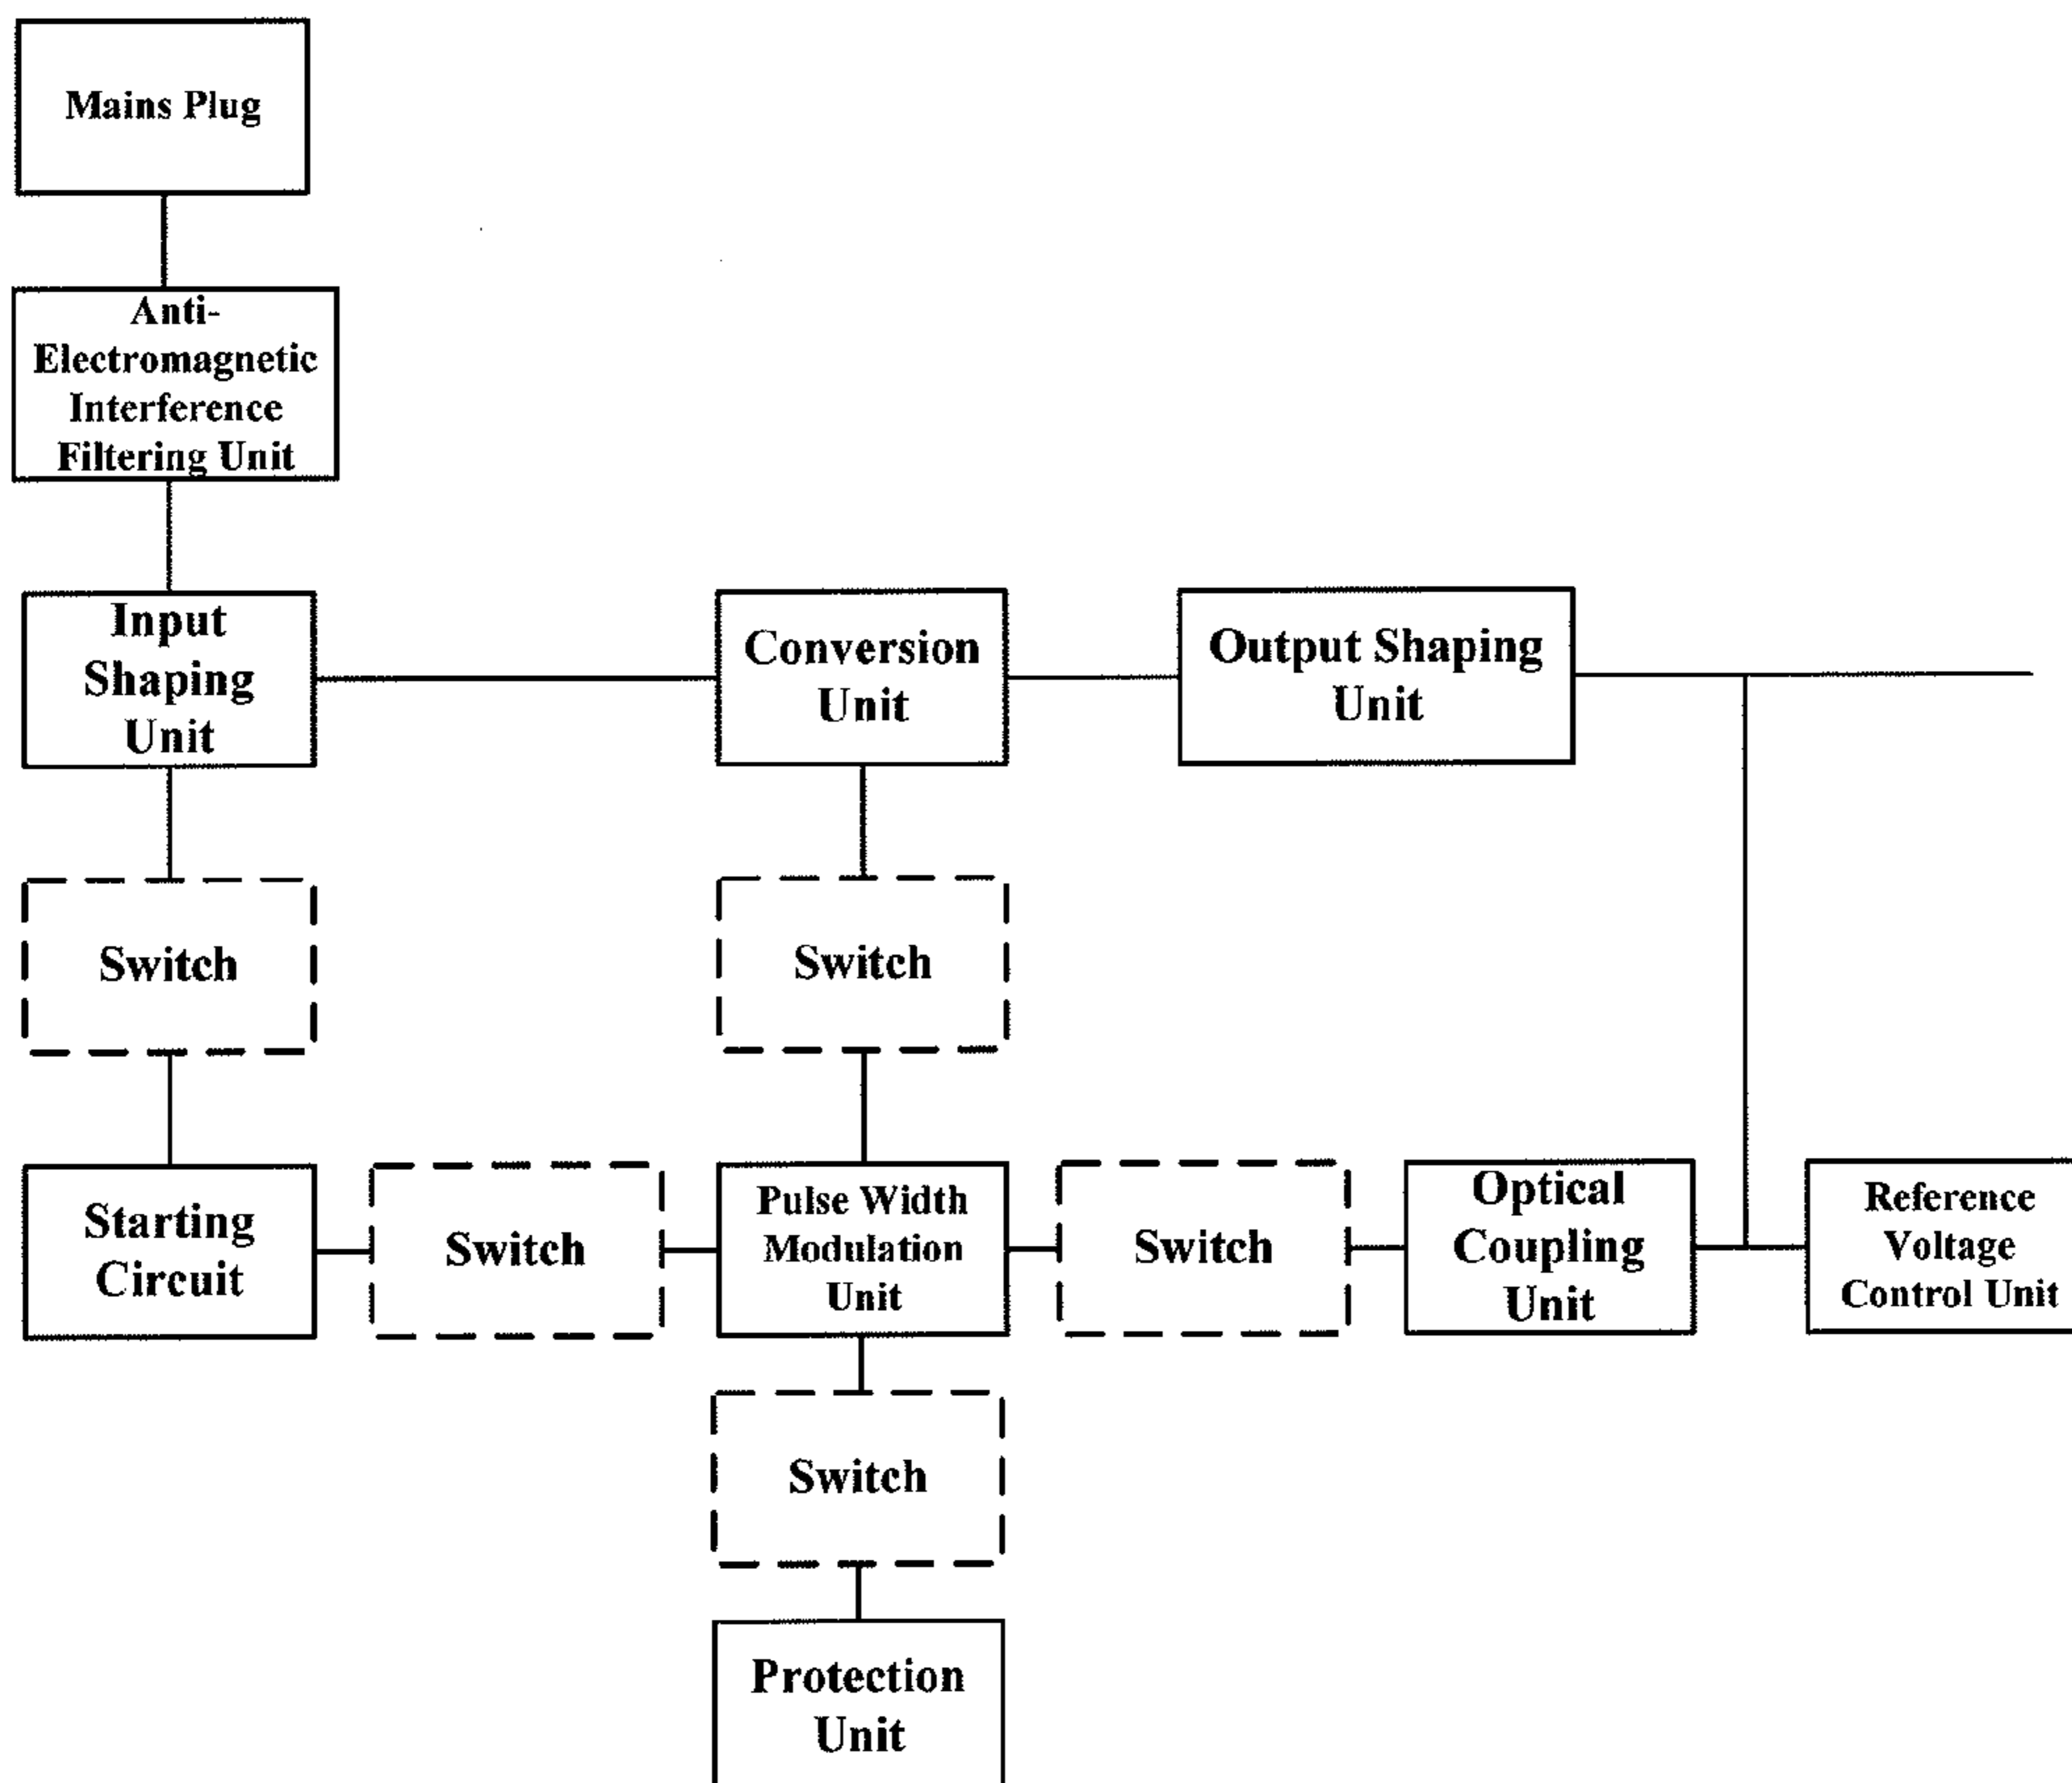 Mains Plug
Anti-
Electromagnetic
Interference
Filtering Unit
Input
Shaping
Unit
Conversion
Unit
Output Shaping
Unit
Switch
Switch
Starting
Circuit
Switch
Pulse Width
Modulation
Unit
Switch
Optical
Coupling
Unit
Reference
Voltage
Control Unit
Switch
Protection
Unit